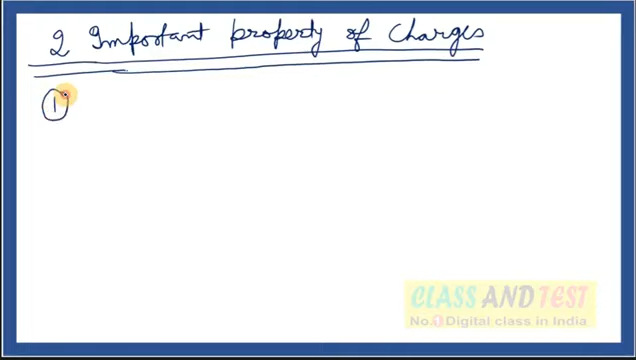 2 Important property of Charges
1
CLASS AND TEST
No.1 Digital class in India